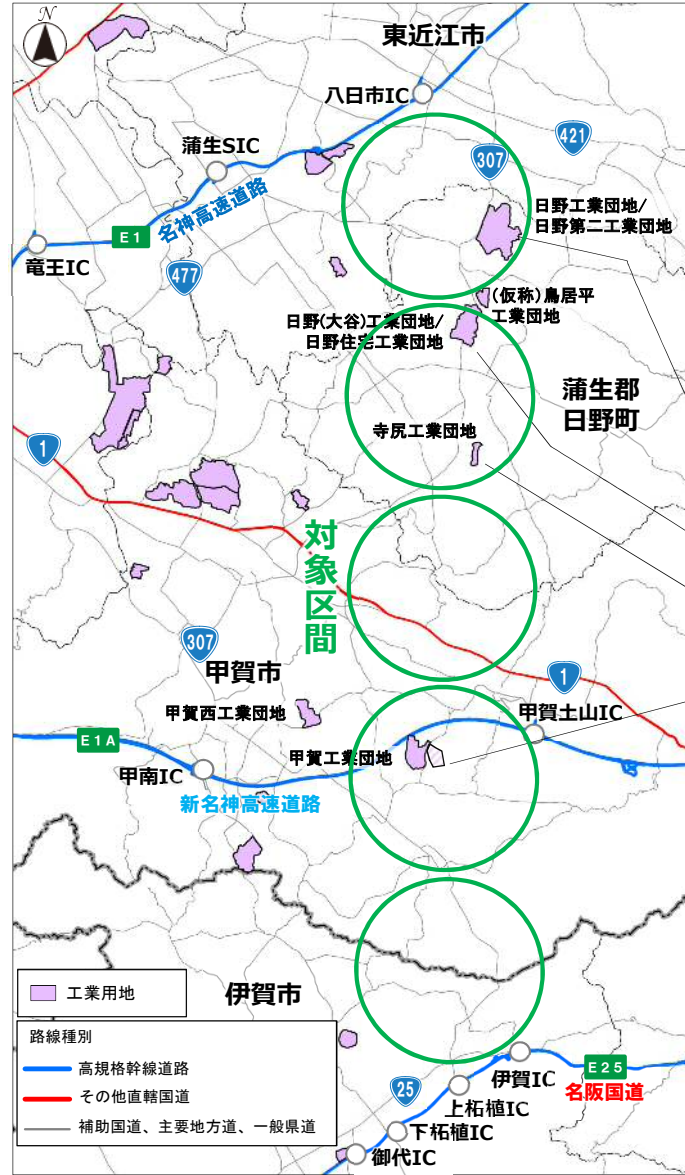 N
東近江市
八日市IC
421
蒲生SIC
307
名神高速道路
日野工業団地/
日野第二工業団地
E1
竜王IC
477
(仮称)鳥居平
工業団地
日野(大谷)工業団地/
日野住宅工業団地
蒲生郡
日野町
寺尻工業団地
1
対象区間
307
甲賀市
1
甲賀西工業団地
甲賀土山IC
E1A
甲賀工業団地
甲南IC
新名神高速道路
工業用地
伊賀市
路線種別
高規格幹線道路
その他直轄国道
補助国道、主要地方道、一般県道
伊賀IC
E25
名阪国道
25
上柘植IC
下柘植IC
御代IC